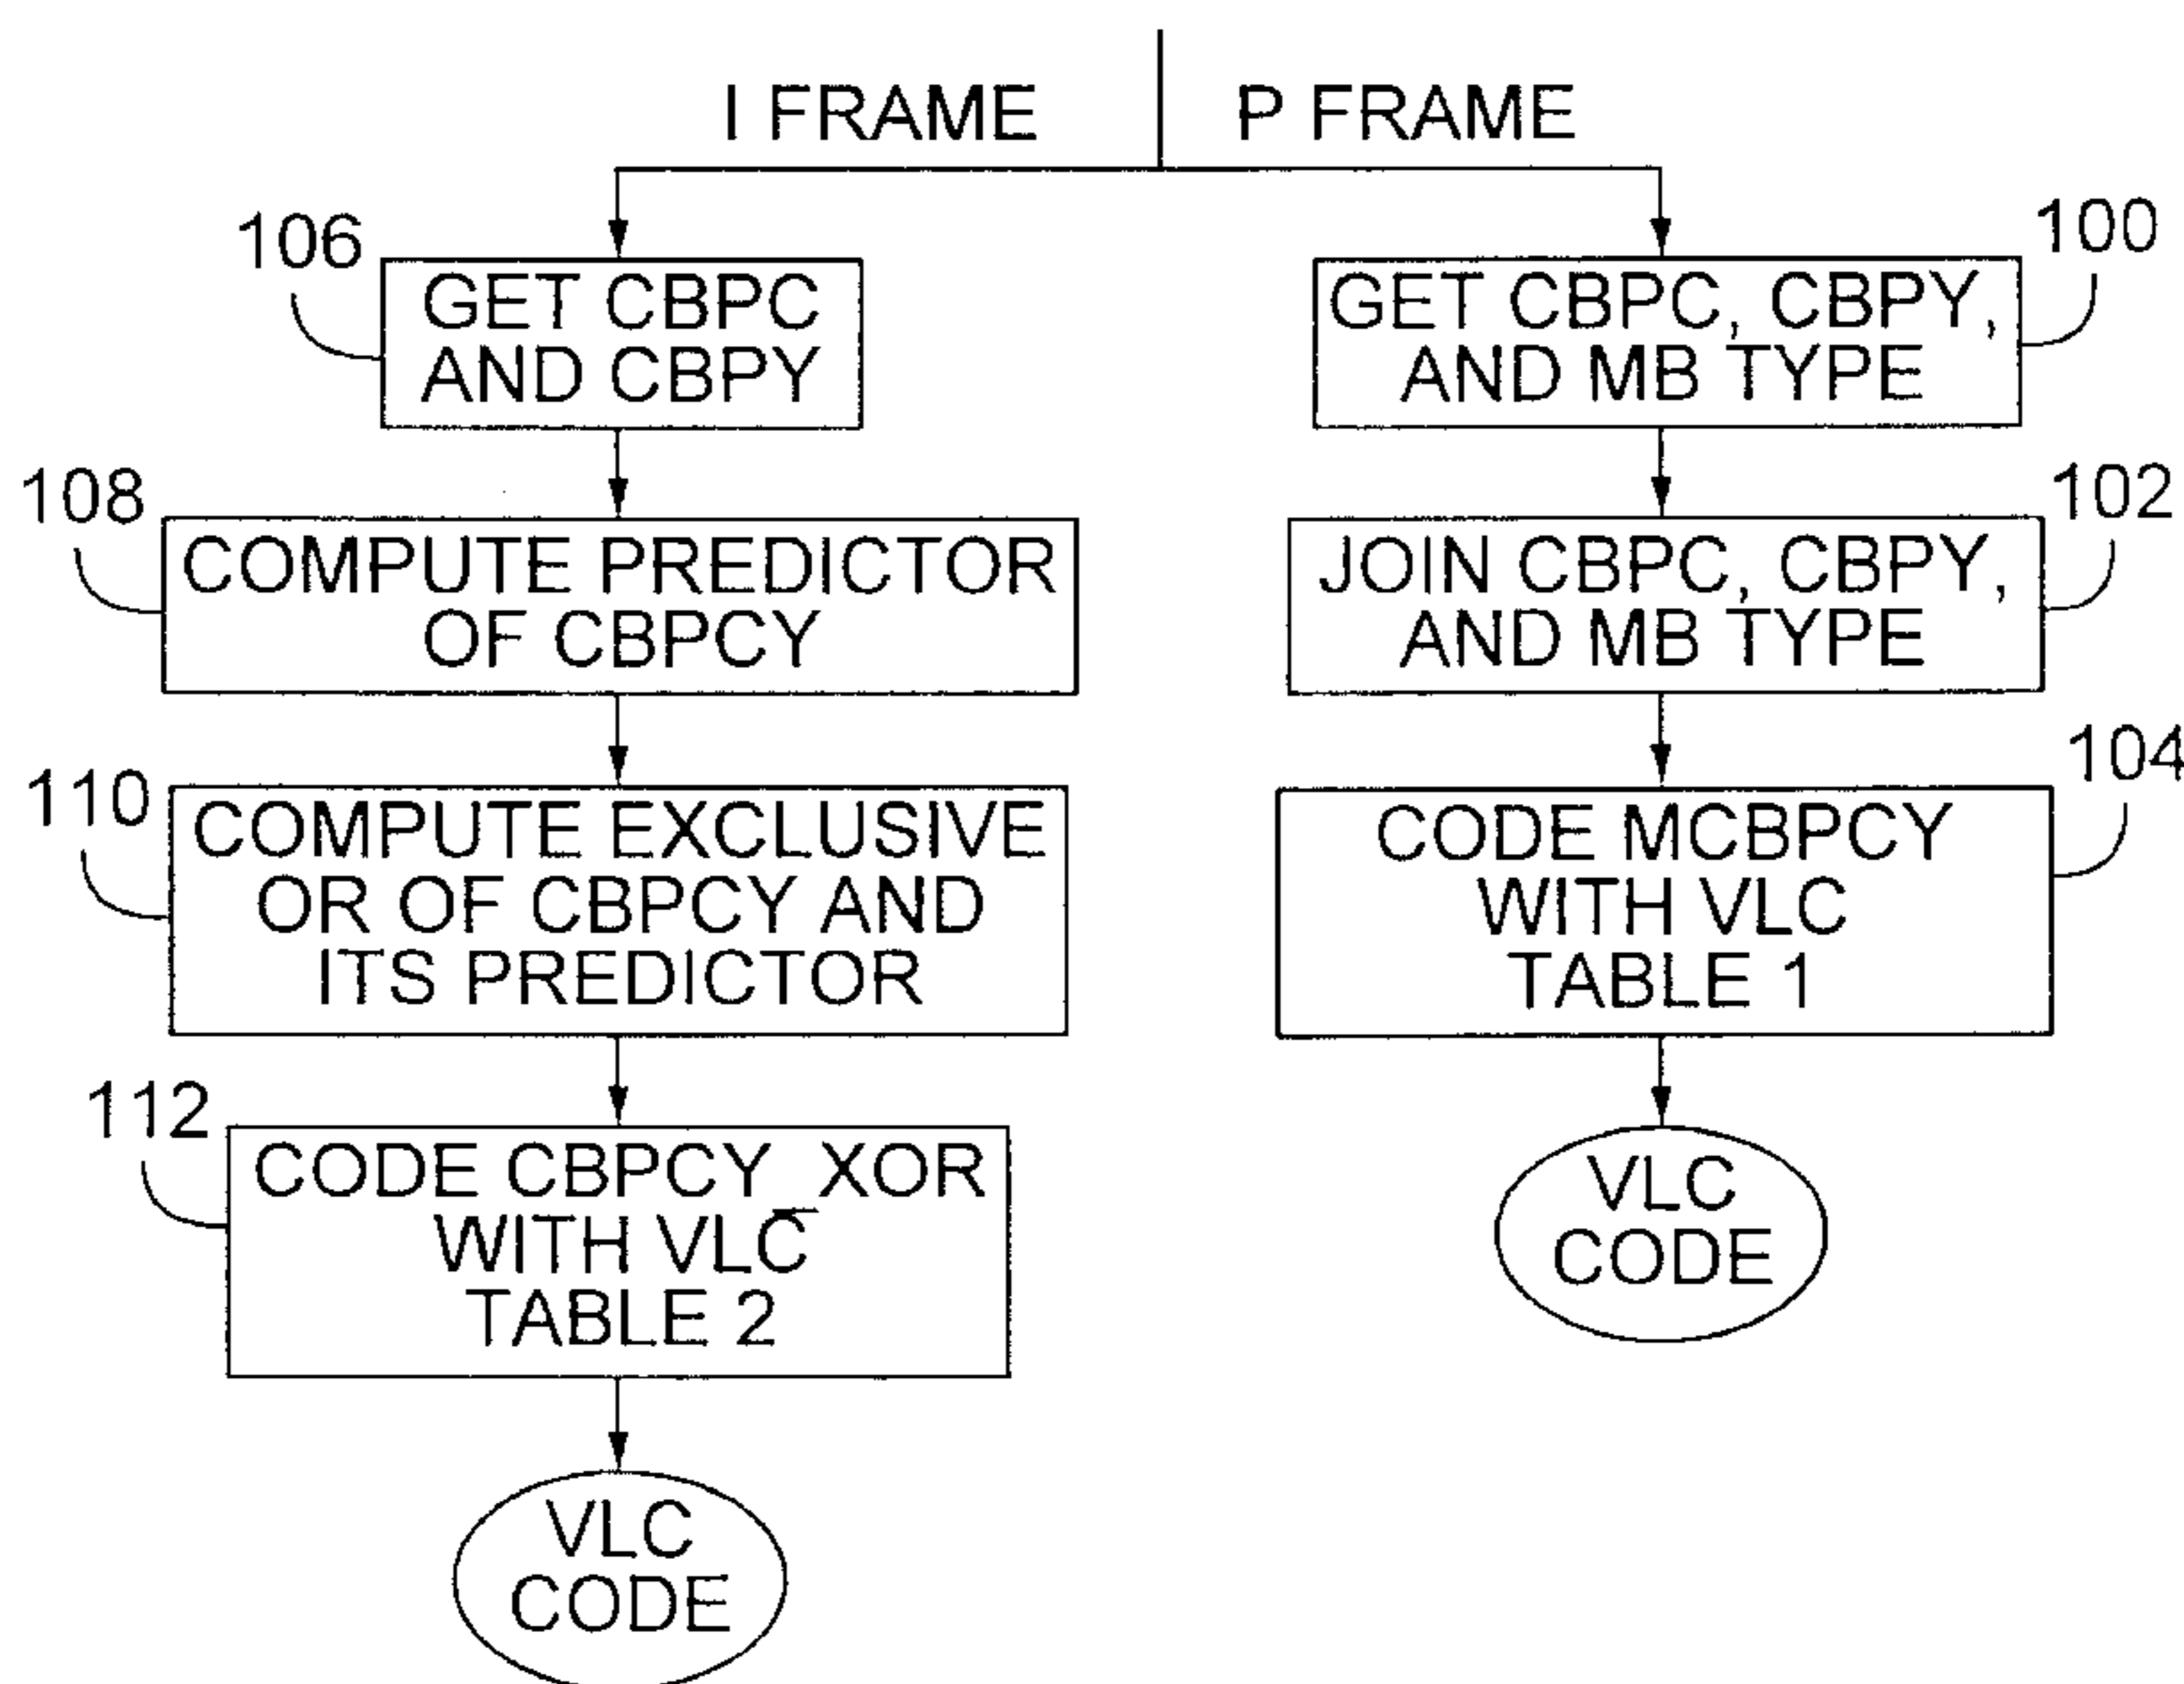 I FRAME
P FRAME
106
GET CBPC
AND CBPY
108
COMPUTE PREDICTOR
OF CBPCY
110
COMPUTE EXCLUSIVE
OR OF CBPCY AND
ITS PREDICTOR
112
CODE CBPCY_XOR
WITH VLC
TABLE 2
VLC
CODE
100
GET CBPC, CBPY,
AND MB TYPE
102
JOIN CBPC, CBPY,
AND MB TYPE
104
CODE MCBPCY
WITH VLC
TABLE 1
VLC
CODE